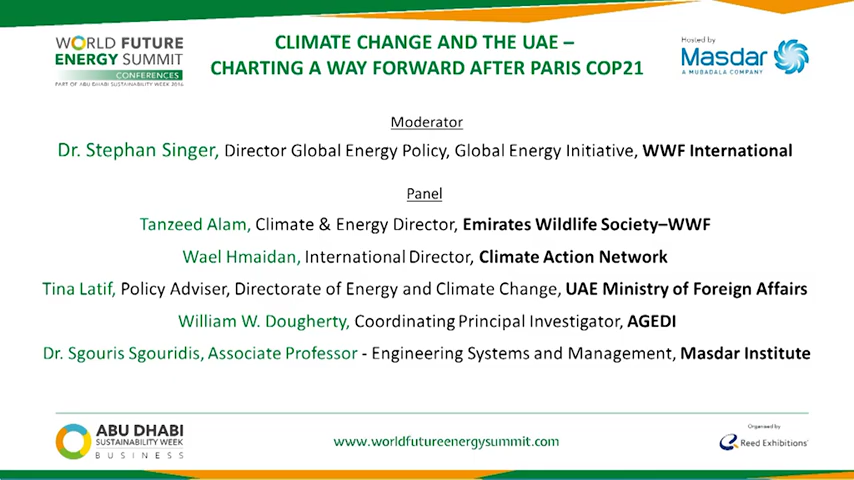 WORLD FUTURE
ENERGY SUMMIT
CONFERENCES
PART OF ABU DHABI SUSTAINABILITY WEEK 2016
CLIMATE CHANGE AND THE UAE –
CHARTING A WAY FORWARD AFTER PARIS COP21
Hosted by
Masdar
A MUBADALA COMPANY
Moderator
Dr. Stephan Singer, Director Global Energy Policy, Global Energy Initiative, WWF International
Panel
Tanzeed Alam, Climate & Energy Director, Emirates Wildlife Society–WWF
Wael Hmaidan, International Director, Climate Action Network
Tina Latif, Policy Adviser, Directorate of Energy and Climate Change, UAE Ministry of Foreign Affairs
William W. Dougherty, Coordinating Principal Investigator, AGEDI
Dr. Sgouris Sgouridis, Associate Professor - Engineering Systems and Management, Masdar Institute
ABU DHABI
SUSTAINABILITY WEEK
BUSINESS
www.worldfutureenergysummit.com
Organised by
Reed Exhibitions